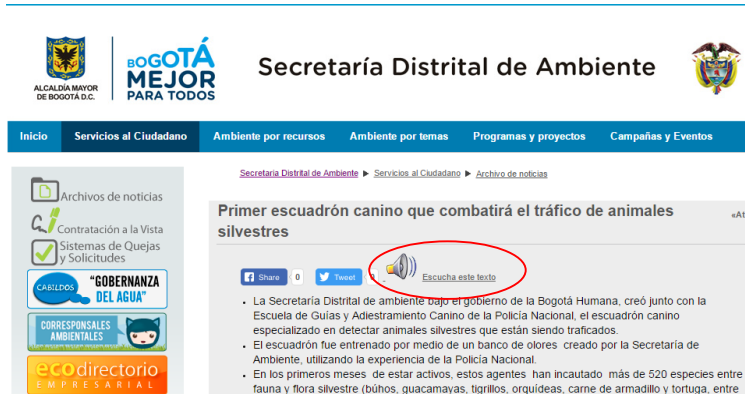 ALCALDÍA MAYOR
DE BOGOTÁ D.C.
BOGOTÁ
MEJOR
PARA TODOS
Secretaría Distrital de Ambiente
Inicio Servicios al Ciudadano Ambiente por recursos Ambiente por temas Programas y proyectos Campañas y Eventos
Archivos de noticias
Contratación a la Vista
Sistemas de Quejas
y Solicitudes
CABILDOS "GOBERNANZA
DEL AGUA"
CORRESPONSALES
AMBIENTALES
ecodirectorio
EMPRESARIAL
Secretaria Distrital de Ambiente ▶ Servicios al Ciudadano ▶ Archivo de noticias
Primer escuadrón canino que combatirá el tráfico de animales
silvestres
«At
Share 0 Tweet 0 Escucha este texto
• La Secretaría Distrital de ambiente bajo el gobierno de la Bogotá Humana, creó junto con la
Escuela de Guías y Adiestramiento Canino de la Policía Nacional, el escuadrón canino
especializado en detectar animales silvestres que están siendo traficados.
• El escuadrón fue entrenado por medio de un banco de olores creado por la Secretaría de
Ambiente, utilizando la experiencia de la Policía Nacional.
• En los primeros meses de estar activos, estos agentes han incautado más de 520 especies entre
fauna y flora silvestre (búhos, guacamayas, tigrillos, orquídeas, carne de armadillo y tortuga, entre